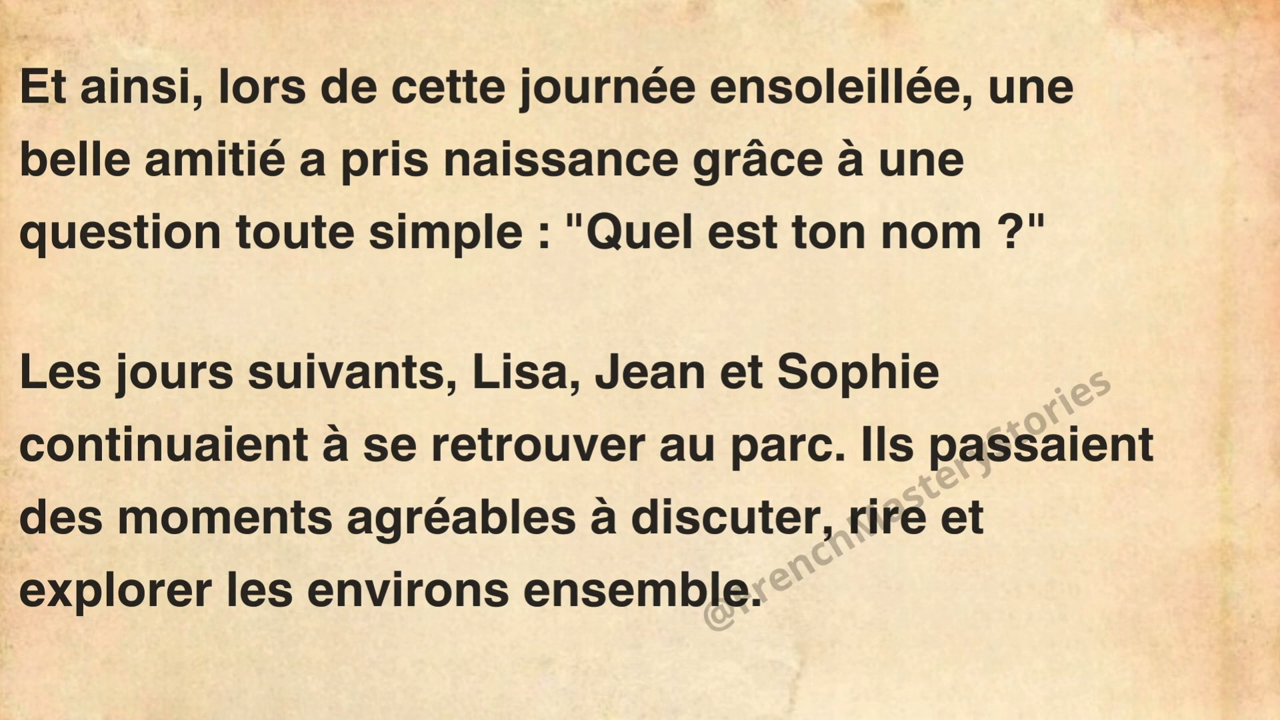 Et ainsi, lors de cette journée ensoleillée, une
belle amitié a pris naissance grâce à une
question toute simple : "Quel est ton nom ?"
Les jours suivants, Lisa, Jean et Sophie
continuaient à se retrouver au parc. Ils passaient
des moments agréables à discuter, rire et
explorer les environs ensemble.
@FrenchMasteryStories